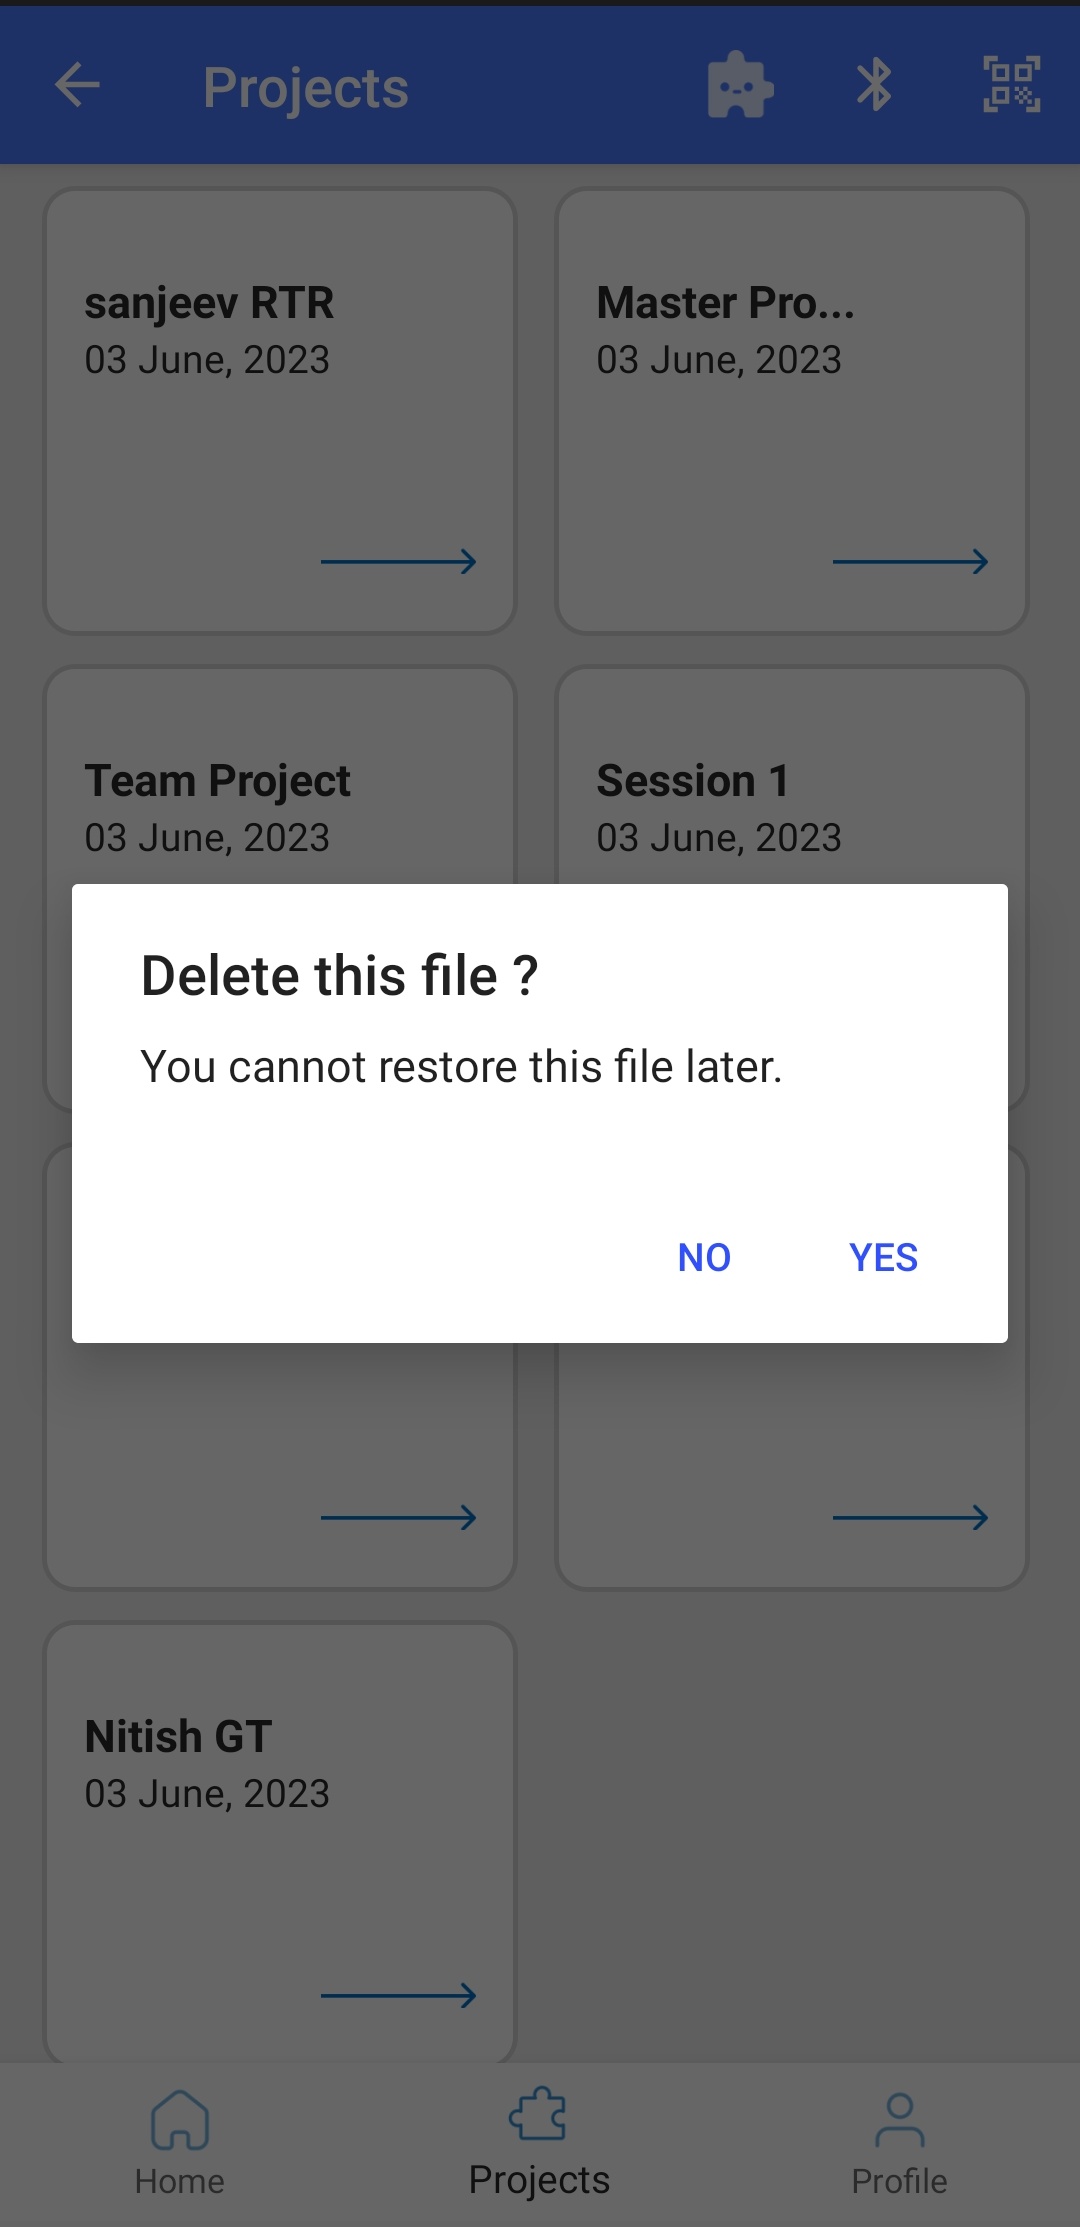 Projects
sanjeev RTR
03 June, 2023
Master Pro...
03 June, 2023
Team Project
03 June, 2023
Session 1
03 June, 2023
Delete this file ?
You cannot restore this file later.
NO
YES
Nitish GT
03 June, 2023
Home
Projects
Profile